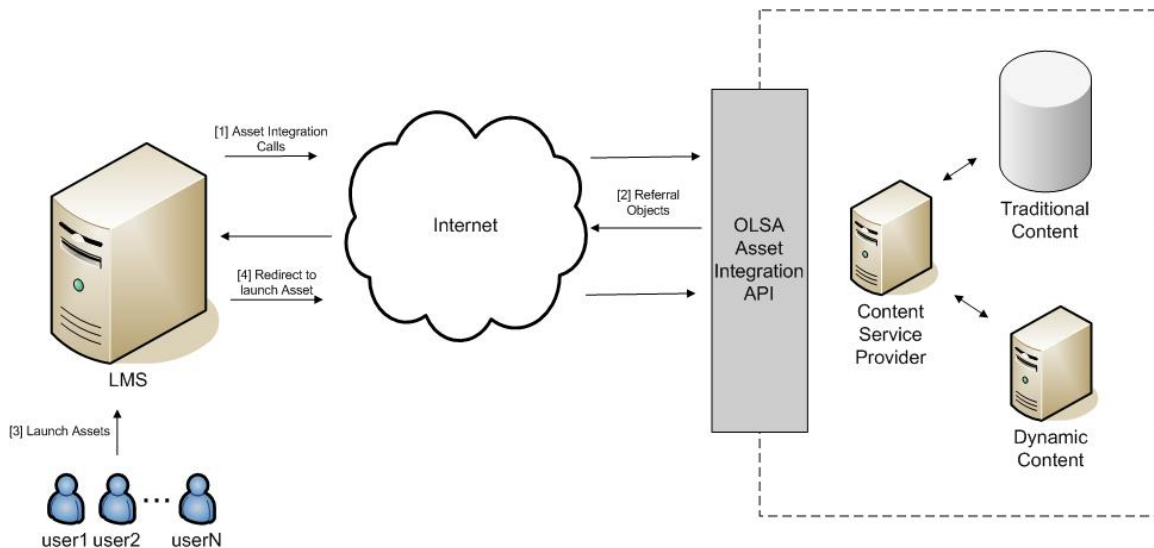 [1] Asset Integration
Calls
Internet
[2] Referral
Objects
[4] Redirect to
launch Asset
LMS
[3] Launch Assets
user1 user2
...
userN
OLSA
Asset
Integration
API
Traditional
Content
Content
Service
Provider
Dynamic
Content